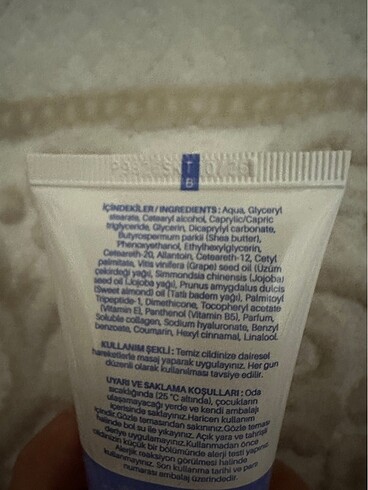 T
B
İÇİNDEKİLER / INGREDIENTS : Aqua, Glyceryl
stearate, Cetearyl alcohol, Caprylic/Capric
triglyceride, Glycerin, Dicaprylyl carbonate,
Butyrospermum parkii (Shea butter),
Phenoxyethanol, Ethylhexylglycerin,
Ceteareth-20, Allantoin, Ceteareth-12, Cetyl
palmitate, Vitis vinifera (Grape) seed oil (Üzüm
çekirdeği yağı), Simmondsia chinensis (Jojoba)
seed oil (Jojoba yağı), Prunus amygdalus dulcis
(Sweet almond) oil (Tatlı badem yağı), Palmitoyl
Tripeptide-1, Dimethicone, Tocopheryl acetate
(Vitamin E), Panthenol (Vitamin B5), Parfum,
Soluble collagen, Sodium hyaluronate, Benzyl
benzoate, Coumarin, Hexyl cinnamal, Linalool.
KULLANIM ŞEKLİ : Temiz cildinize dairesel
hareketlerle masaj yaparak uygulayınız. Her gün
düzenli olarak kullanılması tavsiye edilir.
UYARI VE SAKLAMA KOŞULLARI : Oda
sıcaklığında (25 °C altında), çocukların
ulaşamayacağı yerde ve kendi ambalajı
içerisinde saklayınız. Haricen kullanım
içindir. Gözle temasından sakınınız. Gözle teması
halinde bol su ile yıkayınız. Açık yara ve tahrişli
deriye uygulamayınız. Kullanmadan önce
cildinizin küçük bir bölümünde alerji testi yapınız.
Alerjik reaksiyon görülmesi halinde
kullanmayınız. Son kullanma tarihi ve parti
numarası ambalaj üzerindedir.